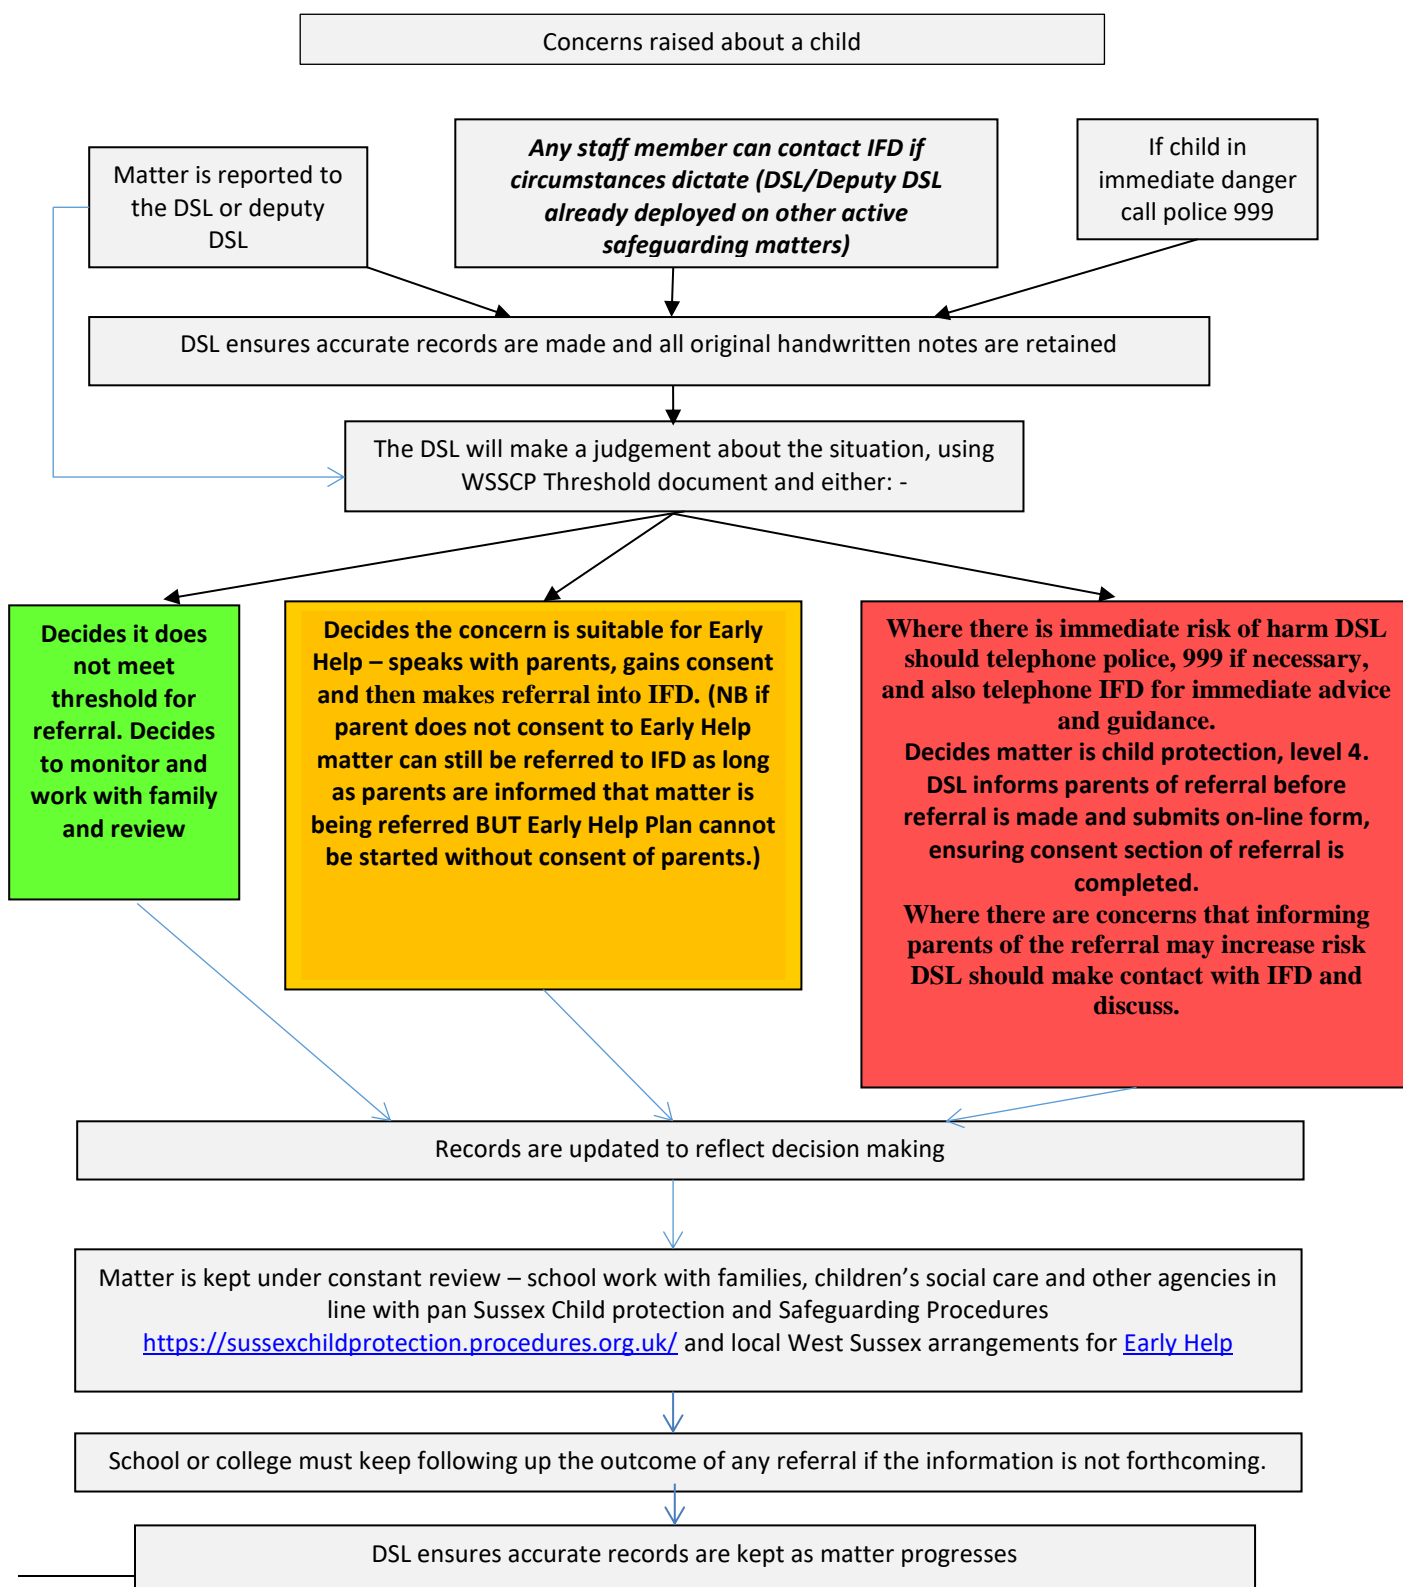 Concerns raised about a child
Matter is reported to
the DSL or deputy
DSL
Any staff member can contact IFD if
circumstances dictate (DSL/Deputy DSL
already deployed on other active
safeguarding matters)
If child in
immediate danger
call police 999
DSL ensures accurate records are made and all original handwritten notes are retained
The DSL will make a judgement about the situation, using
WSSCP Threshold document and either: -
Decides it does
not meet
threshold for
referral. Decides
to monitor and
work with family
and review
Decides the concern is suitable for Early
Help – speaks with parents, gains consent
and then makes referral into IFD. (NB if
parent does not consent to Early Help
matter can still be referred to IFD as long
as parents are informed that matter is
being referred BUT Early Help Plan cannot
be started without consent of parents.)
Where there is immediate risk of harm DSL
should telephone police, 999 if necessary,
and also telephone IFD for immediate advice
and guidance.
Decides matter is child protection, level 4.
DSL informs parents of referral before
referral is made and submits on-line form,
ensuring consent section of referral is
completed.
Where there are concerns that informing
parents of the referral may increase risk
DSL should make contact with IFD and
discuss.
Records are updated to reflect decision making
Matter is kept under constant review – school work with families, children’s social care and other agencies in
line with pan Sussex Child protection and Safeguarding Procedures
https://sussexchildprotection.procedures.org.uk/ and local West Sussex arrangements for Early Help
School or college must keep following up the outcome of any referral if the information is not forthcoming.
DSL ensures accurate records are kept as matter progresses